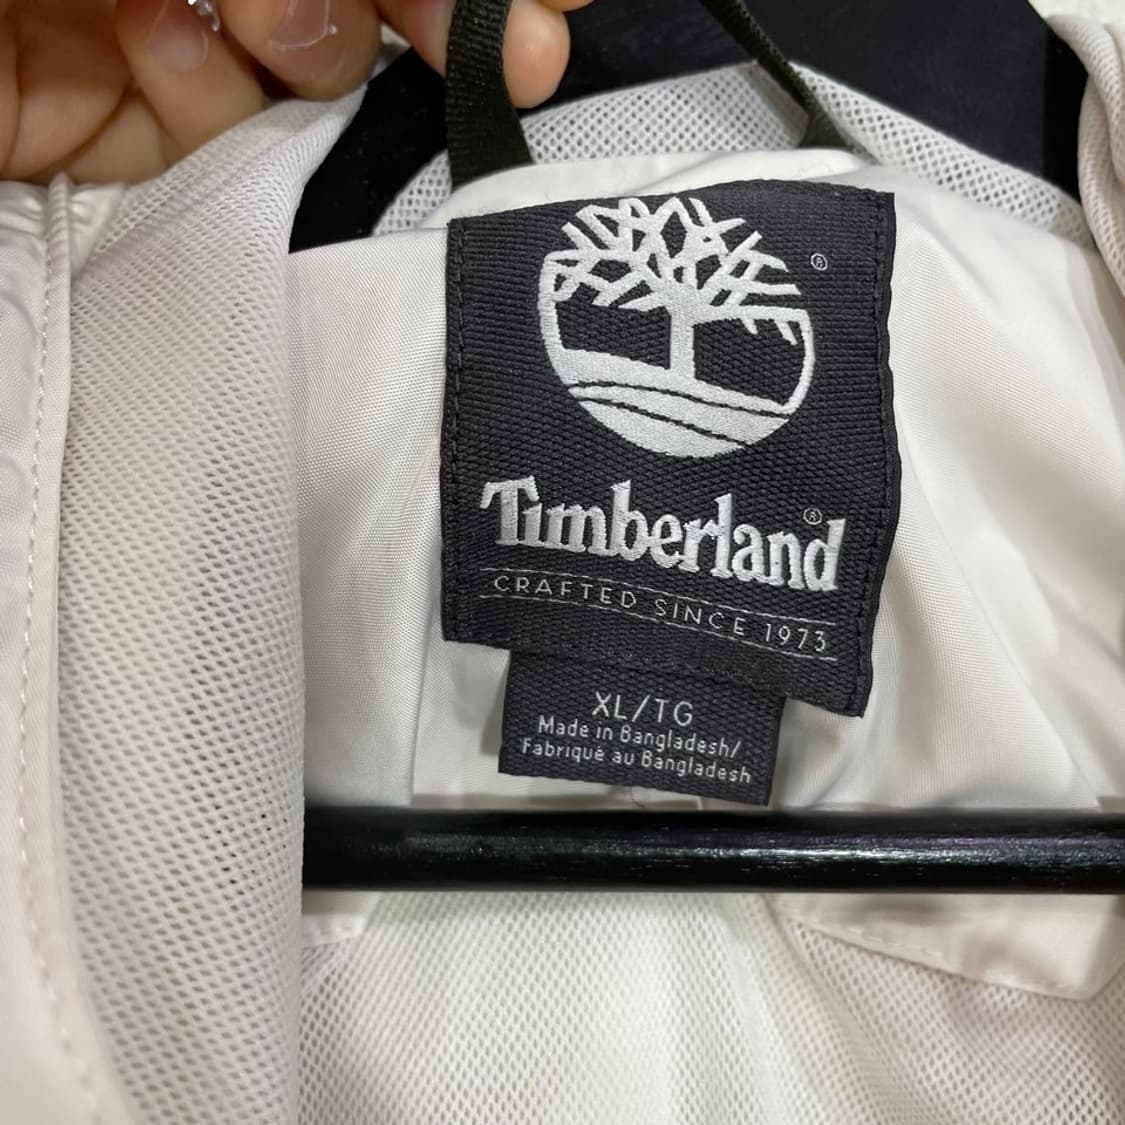 ®
Timberland®
CRAFTED SINCE 1973
XL/TG
Made in Bangladesh/
Fabriqué au Bangladesh